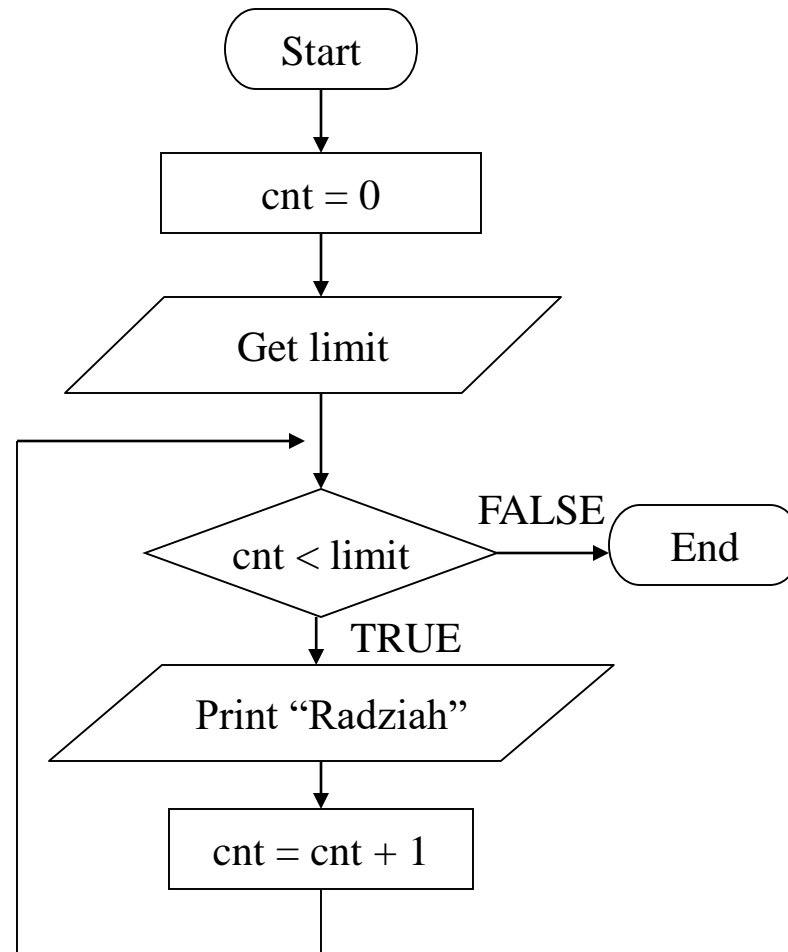 Start
cnt = 0
Get limit
cnt < limit
FALSE
End
TRUE
Print “Radziah”
cnt = cnt + 1